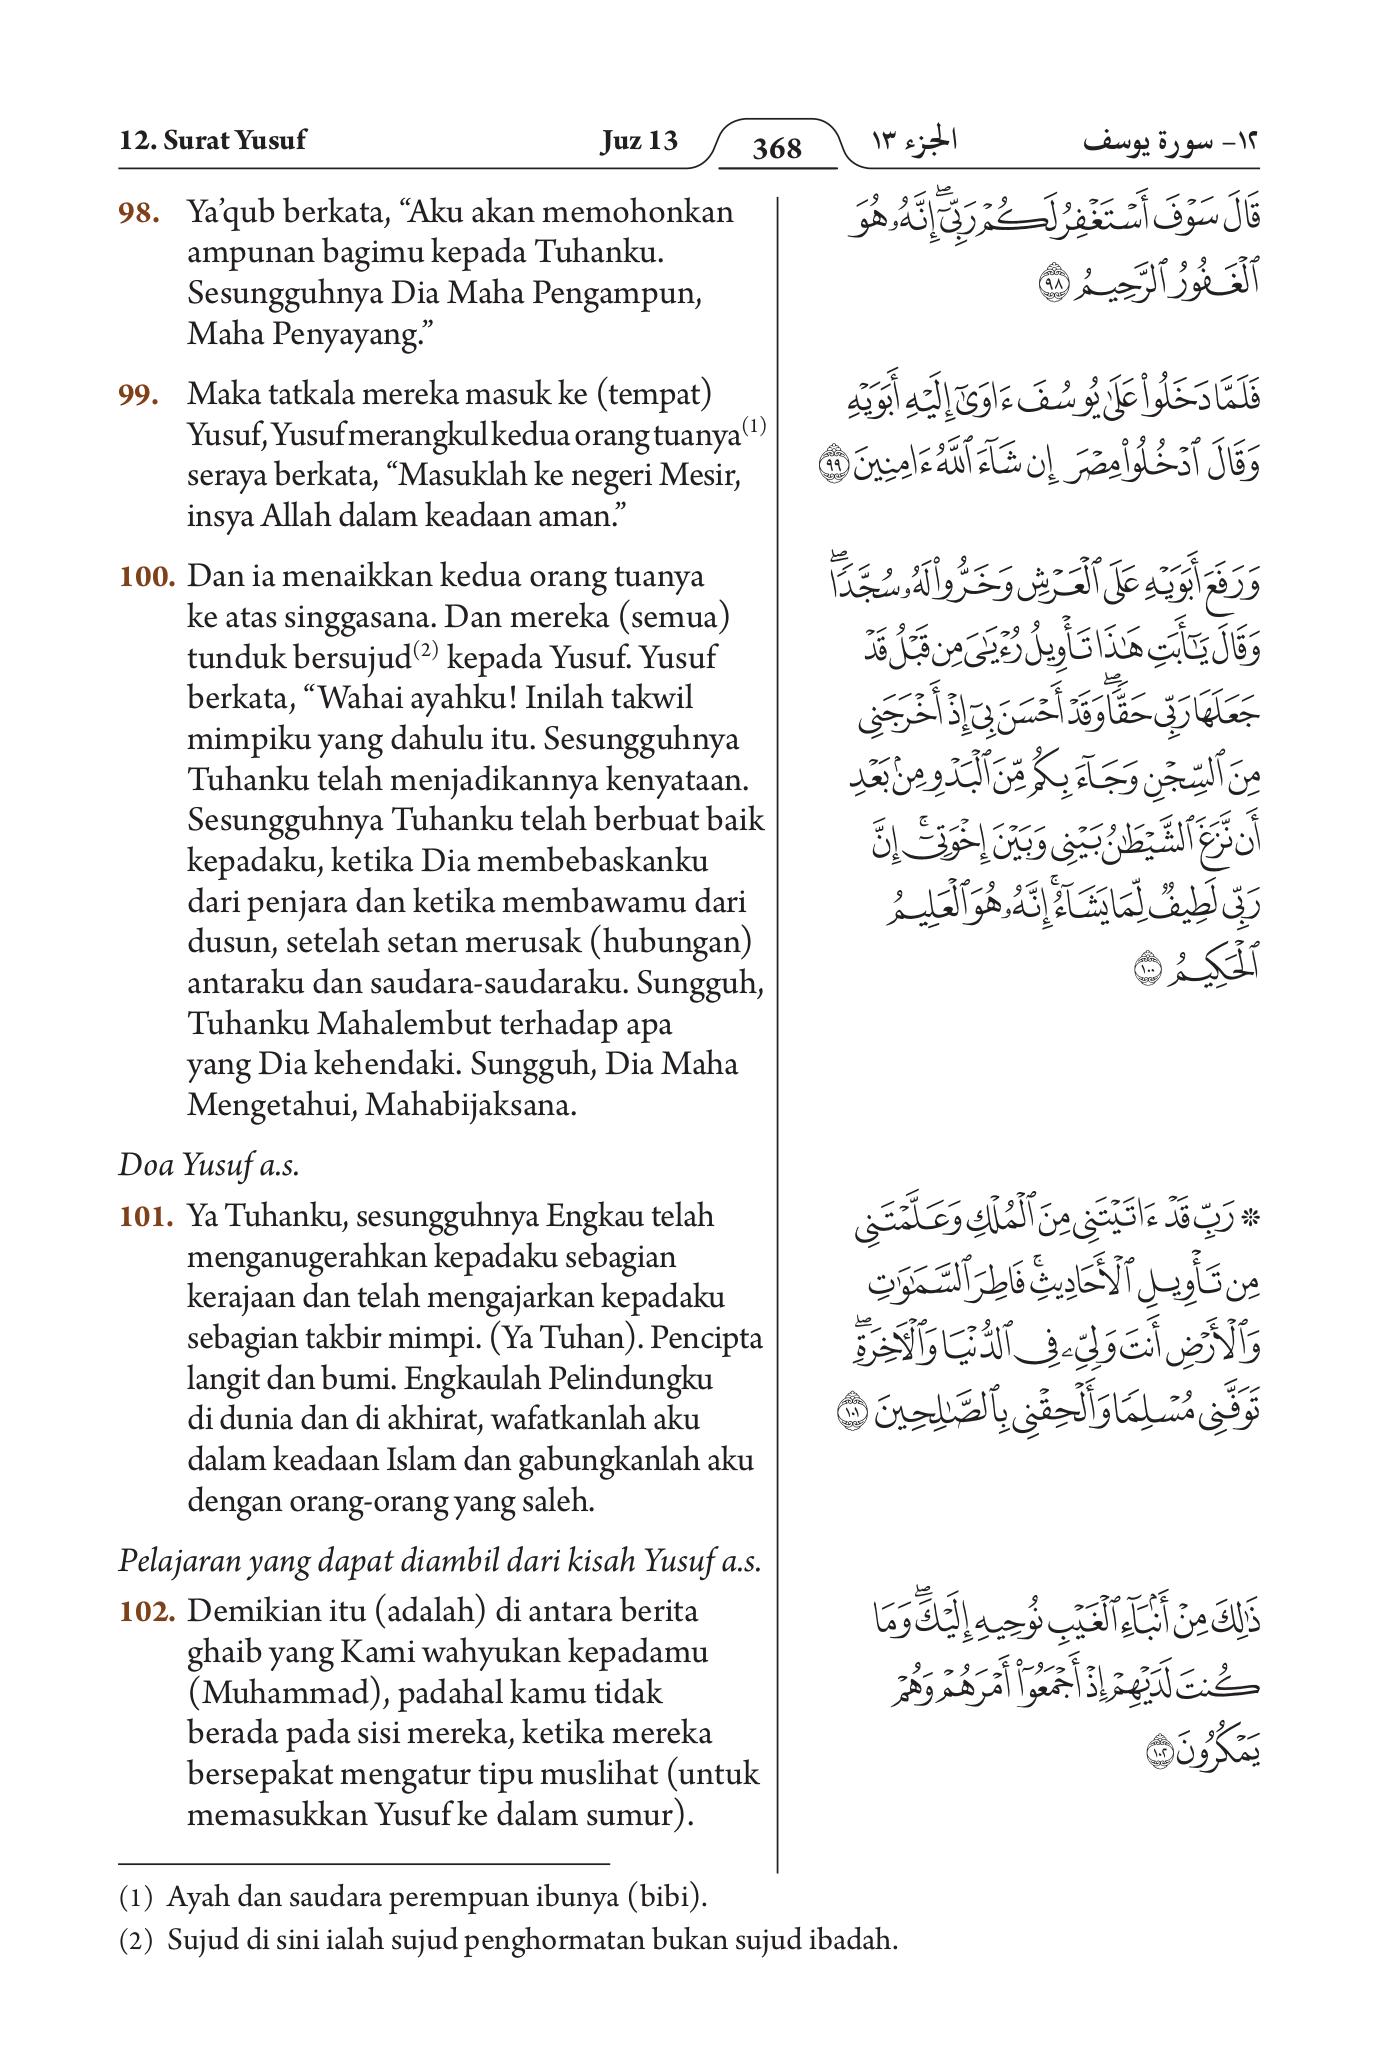 12. Surat Yusuf
Juz 13
368
الجزء ١٣
١٢- سورة يوسف
98. Ya’qub berkata, “Aku akan memohonkan
ampunan bagimu kepada Tuhanku.
Sesungguhnya Dia Maha Pengampun,
Maha Penyayang.”
99. Maka tatkala mereka masuk ke (tempat)
Yusuf, Yusuf merangkul kedua orang tuanya(1)
seraya berkata, “Masuklah ke negeri Mesir,
insya Allah dalam keadaan aman.”
100. Dan ia menaikkan kedua orang tuanya
ke atas singgasana. Dan mereka (semua)
tunduk bersujud(2) kepada Yusuf. Yusuf
berkata, “Wahai ayahku! Inilah takwil
mimpiku yang dahulu itu. Sesungguhnya
Tuhanku telah menjadikannya kenyataan.
Sesungguhnya Tuhanku telah berbuat baik
kepadaku, ketika Dia membebaskanku
dari penjara dan ketika membawamu dari
dusun, setelah setan merusak (hubungan)
antaraku dan saudara-saudaraku. Sungguh,
Tuhanku Mahalembut terhadap apa
yang Dia kehendaki. Sungguh, Dia Maha
Mengetahui, Mahabijaksana.
Doa Yusuf a.s.
101. Ya Tuhanku, sesungguhnya Engkau telah
menganugerahkan kepadaku sebagian
kerajaan dan telah mengajarkan kepadaku
sebagian takbir mimpi. (Ya Tuhan). Pencipta
langit dan bumi. Engkaulah Pelindungku
di dunia dan di akhirat, wafatkanlah aku
dalam keadaan Islam dan gabungkanlah aku
dengan orang-orang yang saleh.
Pelajaran yang dapat diambil dari kisah Yusuf a.s.
102. Demikian itu (adalah) di antara berita
ghaib yang Kami wahyukan kepadamu
(Muhammad), padahal kamu tidak
berada pada sisi mereka, ketika mereka
bersepakat mengatur tipu muslihat (untuk
memasukkan Yusuf ke dalam sumur).
قَالَ سَوْفَ أَسْتَغْفِرُ لَكُمْ رَبِّيٓۖ إِنَّهُۥ هُوَ
ٱلْغَفُورُ ٱلرَّحِيمُ ٩٨
فَلَمَّا دَخَلُوا۟ عَلَىٰ يُوسُفَ ءَاوَىٰٓ إِلَيْهِ أَبَوَيْهِ
وَقَالَ ٱدْخُلُوا۟ مِصْرَ إِن شَآءَ ٱللَّهُ ءَامِنِينَ ٩٩
وَرَفَعَ أَبَوَيْهِ عَلَى ٱلْعَرْشِ وَخَرُّوا۟ لَهُۥ سُجَّدًاۖ
وَقَالَ يَـٰٓأَبَتِ هَـٰذَا تَأْوِيلُ رُءْيَـٰىَ مِن قَبْلُ قَدْ
جَعَلَهَا رَبِّى حَقًّاۖ وَقَدْ أَحْسَنَ بِىٓ إِذْ أَخْرَجَنِى
مِنَ ٱلسِّجْنِ وَجَآءَ بِكُم مِّنَ ٱلْبَدْوِ مِنۢ بَعْدِ
أَن نَّزَغَ ٱلشَّيْطَـٰنُ بَيْنِى وَبَيْنَ إِخْوَتِىٓۚ إِنَّ
رَبِّى لَطِيفٌ لِّمَا يَشَآءُۚ إِنَّهُۥ هُوَ ٱلْعَلِيمُ
ٱلْحَكِيمُ ١٠٠
* رَبِّ قَدْ ءَاتَيْتَنِى مِنَ ٱلْمُلْكِ وَعَلَّمْتَنِى
مِن تَأْوِيلِ ٱلْأَحَادِيثِۚ فَاطِرَ ٱلسَّمَـٰوَٰتِ
وَٱلْأَرْضِ أَنتَ وَلِىِّۦ فِى ٱلدُّنْيَا وَٱلْـَٔاخِرَةِۖ
تَوَفَّنِى مُسْلِمًا وَأَلْحِقْنِى بِٱلصَّـٰلِحِينَ ١٠١
ذَٰلِكَ مِنْ أَنۢبَآءِ ٱلْغَيْبِ نُوحِيهِ إِلَيْكَۖ وَمَا
كُنتَ لَدَيْهِمْ إِذْ أَجْمَعُوٓا۟ أَمْرَهُمْ وَهُمْ
يَمْكُرُونَ ١٠٢
(1) Ayah dan saudara perempuan ibunya (bibi).
(2) Sujud di sini ialah sujud penghormatan bukan sujud ibadah.